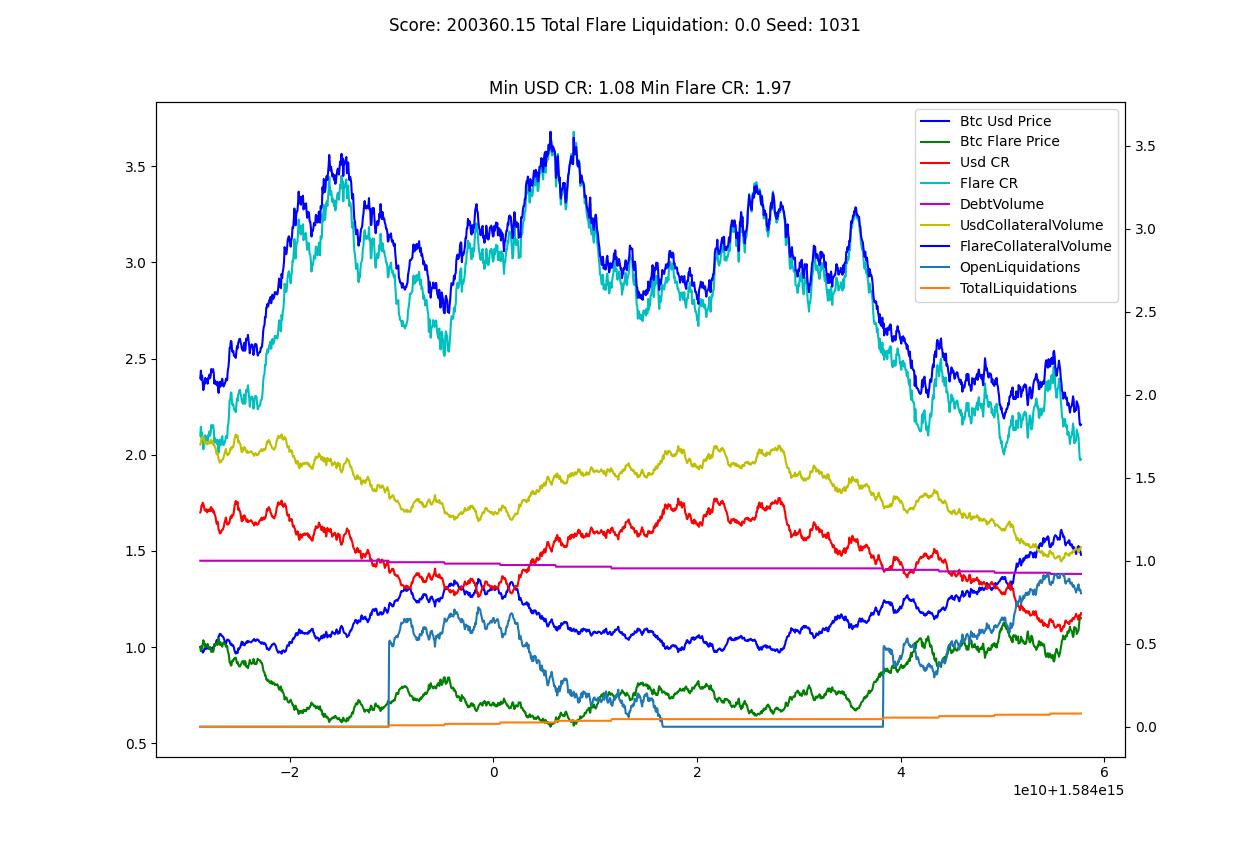 Score: 200360.15 Total Flare Liquidation: 0.0 Seed: 1031
Min USD CR: 1.08 Min Flare CR: 1.97
Btc Usd Price
Btc Flare Price
Usd CR
Flare CR
DebtVolume
UsdCollateralVolume
FlareCollateralVolume
OpenLiquidations
TotalLiquidations
3.5
3.0
2.5
2.0
1.5
1.0
0.5
3.5
3.0
2.5
2.0
1.5
1.0
0.5
0.0
−2 0 2 4 6
1e10+1.584e15